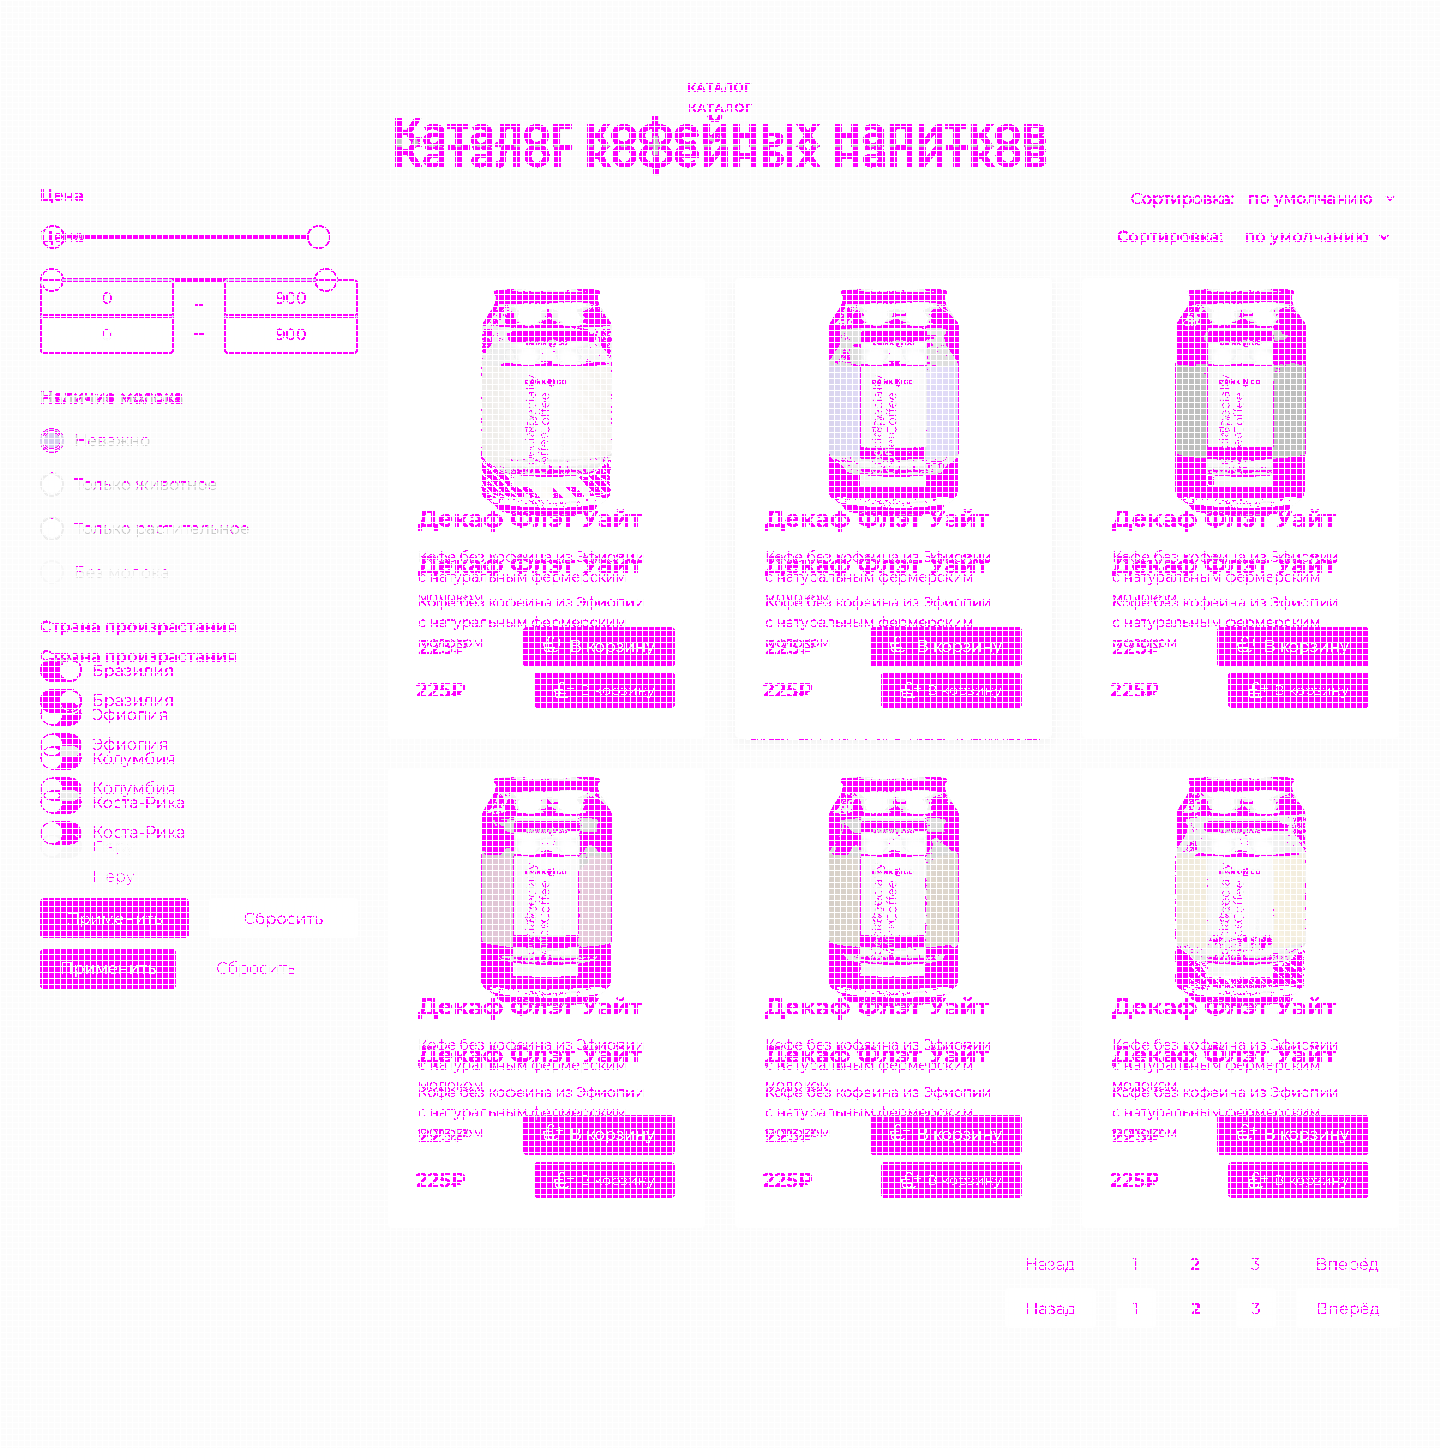 КАТАЛОГ
КАТАЛОГ
Каталог кофейных напитков
Каталог кофейных напитков
Цена
Сортировка: по умолчанию
Цена
Сортировка: по умолчанию
0 – 900
0 – 900
Наличие молока
Неважно
Только животное
Только растительное
Без молока
Страна произрастания
Страна произрастания
Бразилия
Бразилия
Эфиопия
Эфиопия
Колумбия
Колумбия
Коста-Рика
Коста-Рика
Перу
Применить Сбросить
Применить Сбросить
Coffee
Coffee
Coffee
Декаф Флэт Уайт
Декаф Флэт Уайт
Декаф Флэт Уайт
Кофе без кофеина из Эфиопии
Кофе без кофеина из Эфиопии
Кофе без кофеина из Эфиопии
Декаф Флэт Уайт
Декаф Флэт Уайт
Декаф Флэт Уайт
с натуральным фермерским
с натуральным фермерским
с натуральным фермерским
молоком
молоком
молоком
Кофе без кофеина из Эфиопии
Кофе без кофеина из Эфиопии
Кофе без кофеина из Эфиопии
с натуральным фермерским
с натуральным фермерским
с натуральным фермерским
225₽ В корзину
225₽ В корзину
225₽ В корзину
225₽ В корзину
225₽ В корзину
225₽ В корзину
Coffee
Coffee
Coffee
Декаф Флэт Уайт
Декаф Флэт Уайт
Декаф Флэт Уайт
Кофе без кофеина из Эфиопии
Кофе без кофеина из Эфиопии
Кофе без кофеина из Эфиопии
Декаф Флэт Уайт
Декаф Флэт Уайт
Декаф Флэт Уайт
с натуральным фермерским
с натуральным фермерским
с натуральным фермерским
молоком
молоком
молоком
Кофе без кофеина из Эфиопии
Кофе без кофеина из Эфиопии
Кофе без кофеина из Эфиопии
с натуральным фермерским
с натуральным фермерским
с натуральным фермерским
225₽ В корзину
225₽ В корзину
225₽ В корзину
225₽ В корзину
225₽ В корзину
225₽ В корзину
Назад 1 2 3 Вперёд
Назад 1 2 3 Вперёд